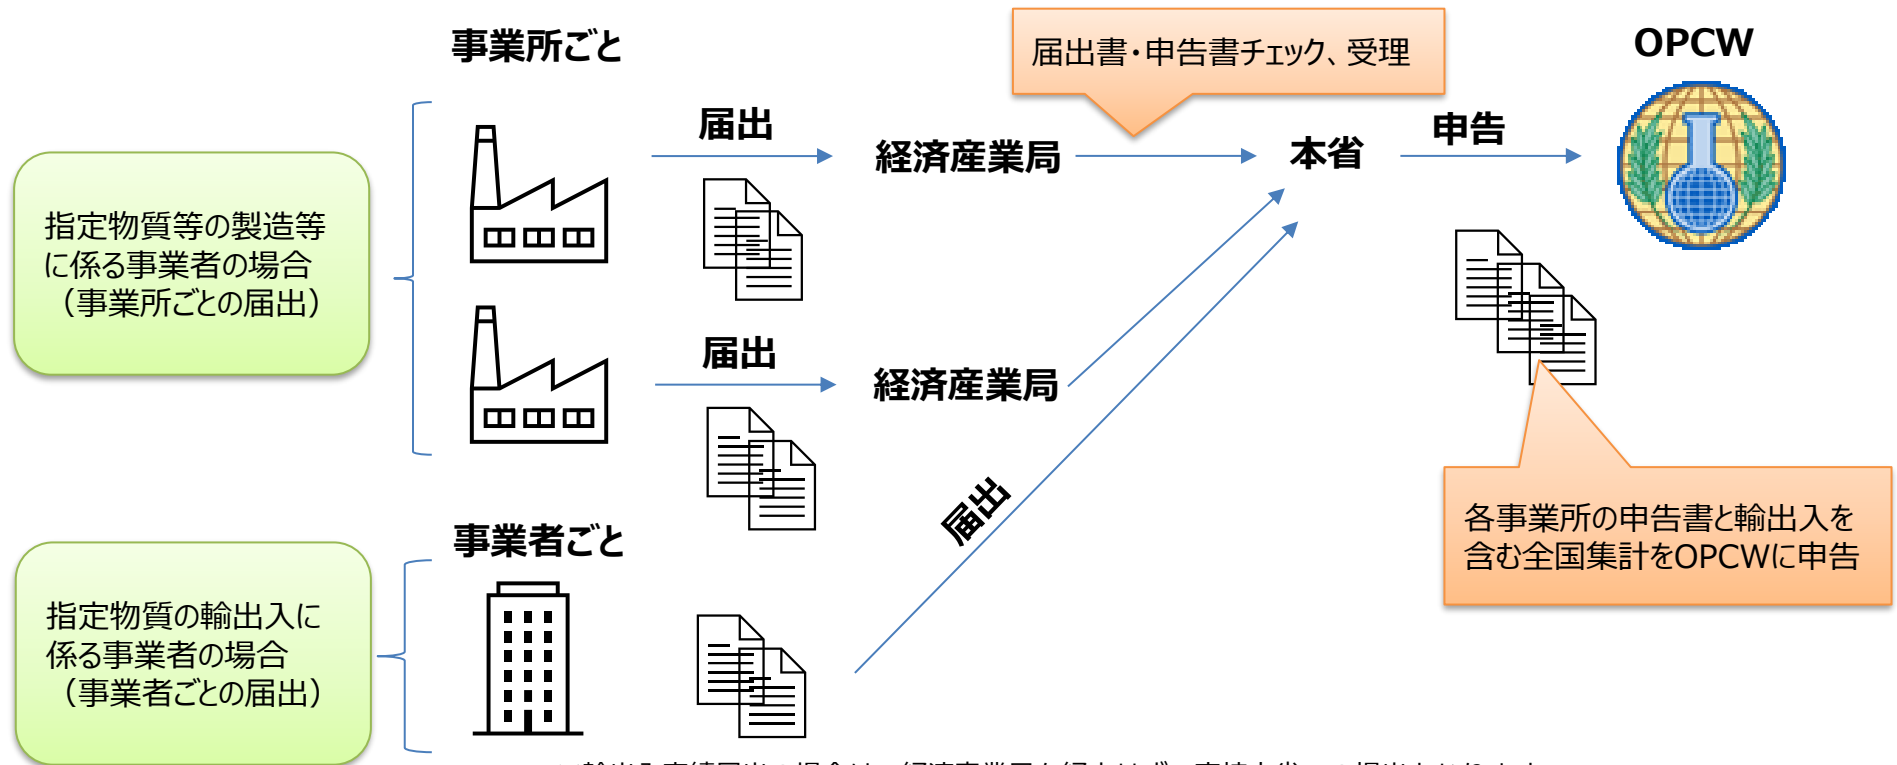 事業所ごと
届出書・申告書チェック、受理
OPCW
届出
経済産業局
本省
申告
指定物質等の製造等
に係る事業者の場合
（事業所ごとの届出）
届出
経済産業局
届出
各事業所の申告書と輸出入を
含む全国集計をOPCWに申告
事業者ごと
指定物質の輸出入に
係る事業者の場合
（事業者ごとの届出）